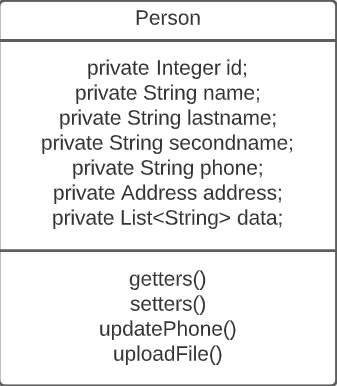 Person
private Integer id;
private String name;
private String lastname;
private String secondname;
private String phone;
private Address address;
private List<String> data;
getters()
setters()
updatePhone()
uploadFile()